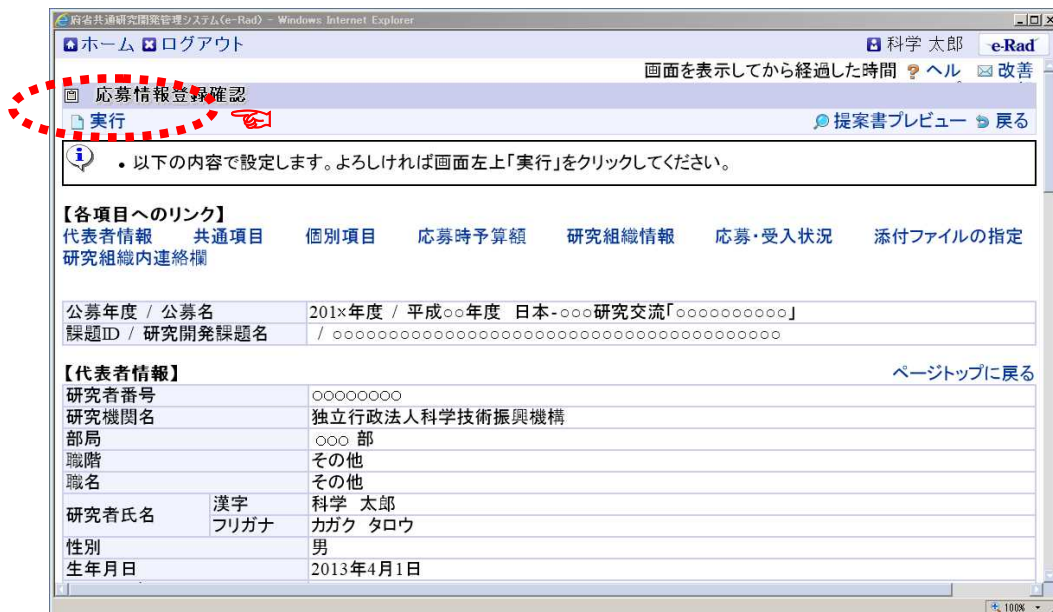 府省共通研究開発管理システム(e-Rad) - Windows Internet Explorer
ホーム ログアウト 科学 太郎 e-Rad
画面を表示してから経過した時間 ヘル 改善
応募情報登録確認
実行 提案書プレビュー 戻る
• 以下の内容で設定します。よろしければ画面左上「実行」をクリックしてください。
【各項目へのリンク】
代表者情報 共通項目 個別項目 応募時予算額 研究組織情報 応募・受入状況 添付ファイルの指定
研究組織内連絡欄
公募年度 / 公募名 201×年度 / 平成○○年度 日本-○○○研究交流「○○○○○○○○○○」
課題ID / 研究開発課題名 / ○○○○○○○○○○○○○○○○○○○○○○○○○○○○○○○○○○○○○○○○
【代表者情報】 ページトップに戻る
研究者番号 ○○○○○○○○
研究機関名 独立行政法人科学技術振興機構
部局 ○○○ 部
職階 その他
職名 その他
研究者氏名 漢字 科学 太郎
フリガナ カガク タロウ
性別 男
生年月日 2013年4月1日
100%